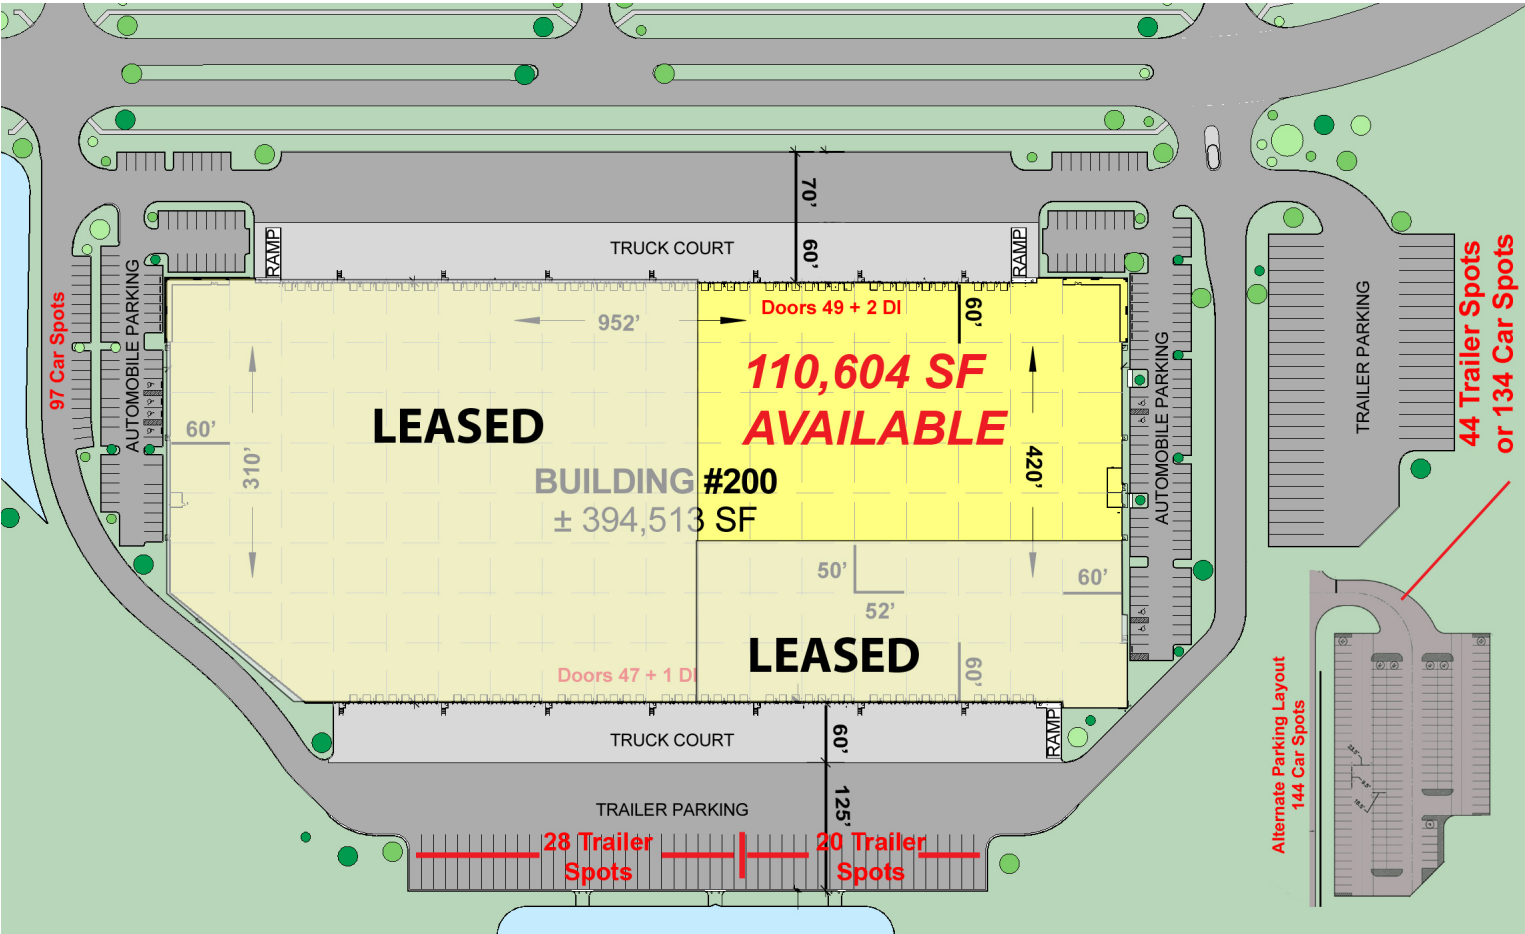 70'
TRUCK COURT
60'
RAMP
RAMP
Doors 49 + 2 DI
60'
952'
110,604 SF
AVAILABLE
LEASED
60'
310'
420'
BUILDING #200
± 394,513 SF
50'
52'
60'
LEASED
60'
Doors 47 + 1 DI
97 Car Spots
AUTOMOBILE PARKING
AUTOMOBILE PARKING
TRAILER PARKING
44 Trailer Spots
or 134 Car Spots
TRUCK COURT
60'
RAMP
TRAILER PARKING
125'
28 Trailer
Spots
20 Trailer
Spots
Alternate Parking Layout
144 Car Spots